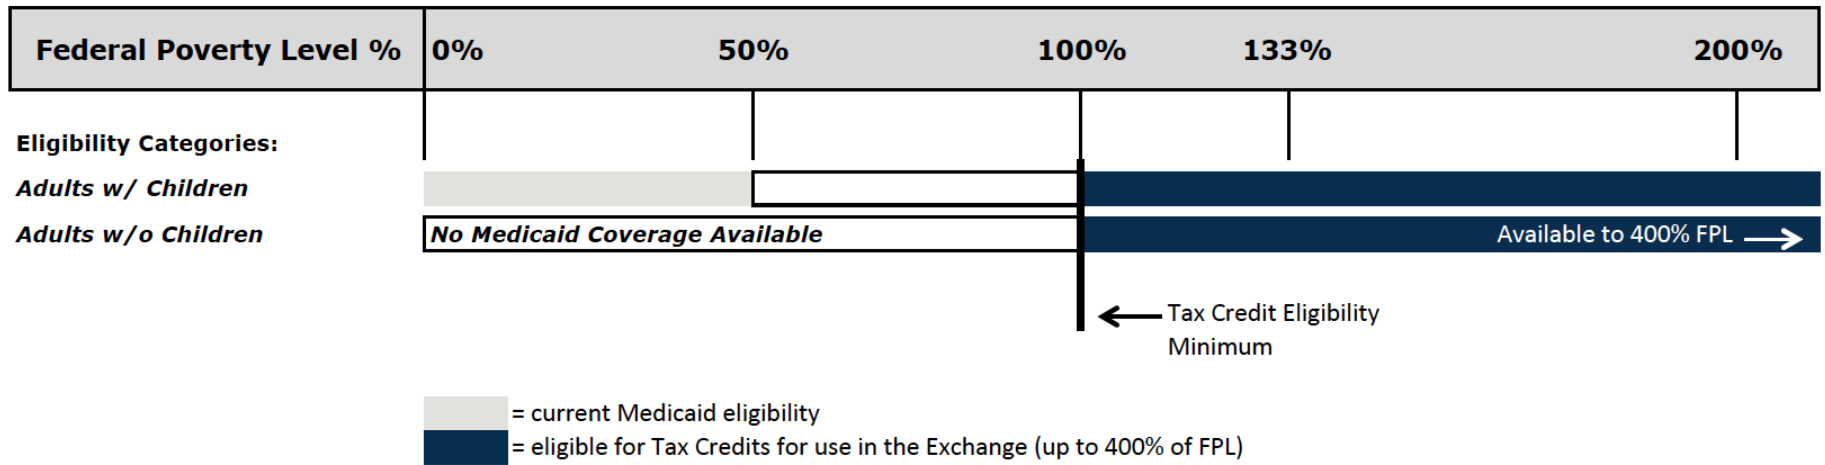 Federal Poverty Level % 0% 50% 100% 133% 200%
Eligibility Categories:
Adults w/ Children
Adults w/o Children No Medicaid Coverage Available Available to 400% FPL
Tax Credit Eligibility
Minimum
= current Medicaid eligibility
= eligible for Tax Credits for use in the Exchange (up to 400% of FPL)